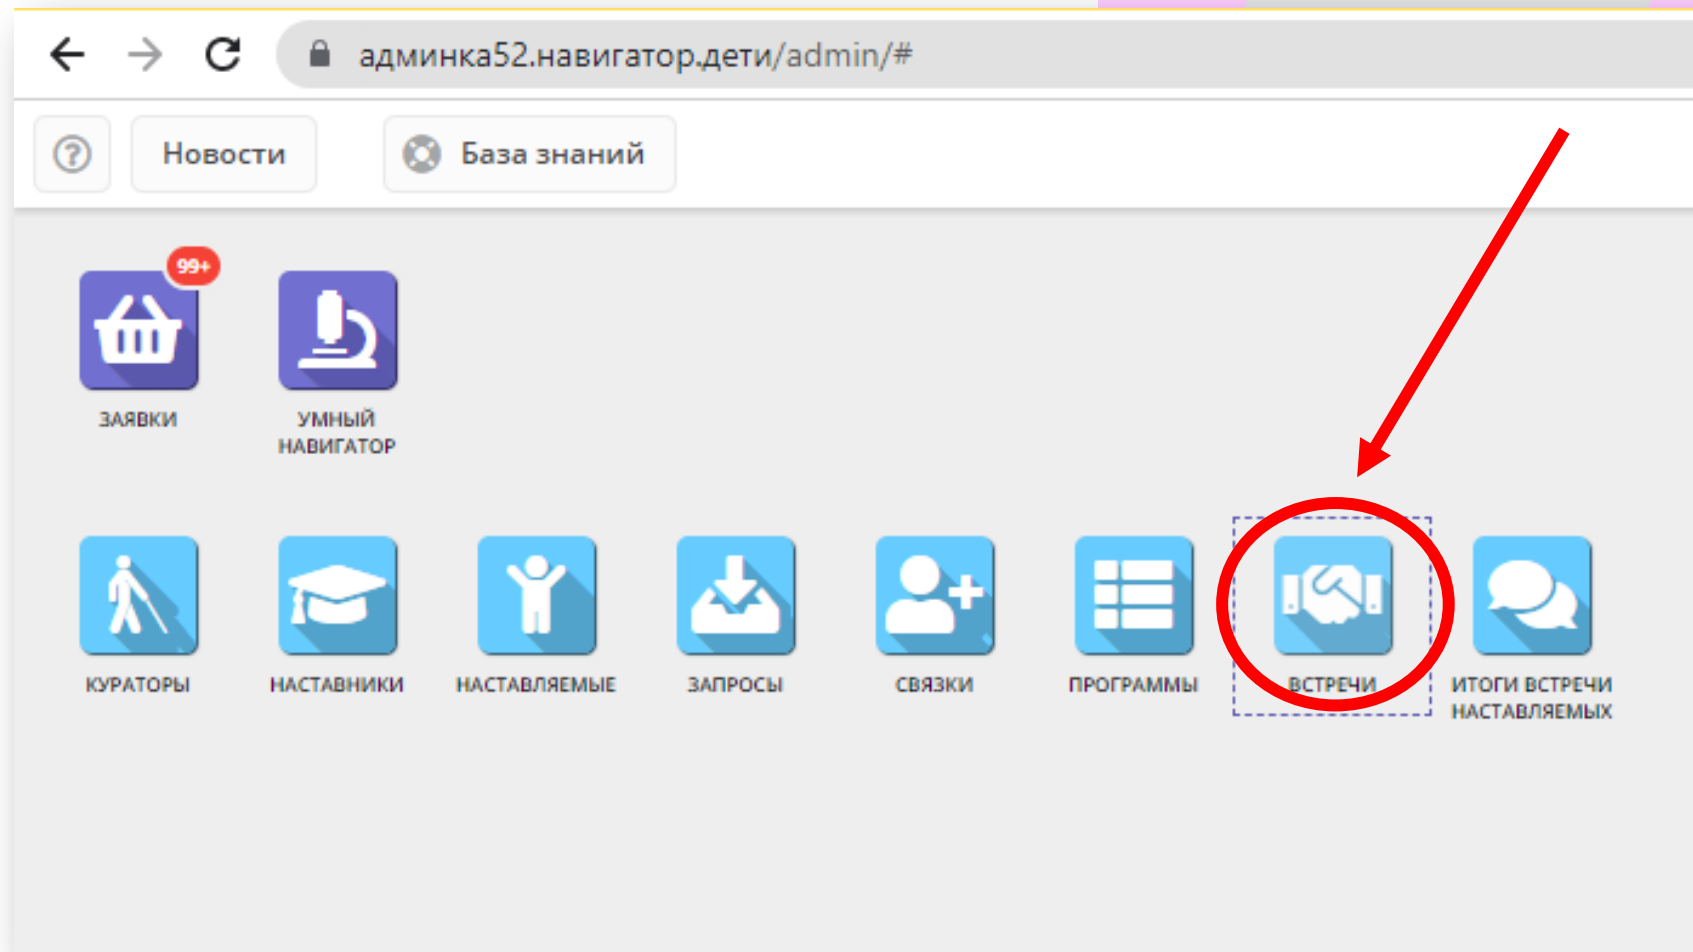 админка52.навигатор.дети/admin/#
Новости
База знаний
99+
ЗАЯВКИ
УМНЫЙ
НАВИГАТОР
КУРАТОРЫ
НАСТАВНИКИ
НАСТАВЛЯЕМЫЕ
ЗАПРОСЫ
СВЯЗКИ
ПРОГРАММЫ
ВСТРЕЧИ
ИТОГИ ВСТРЕЧИ
НАСТАВЛЯЕМЫХ